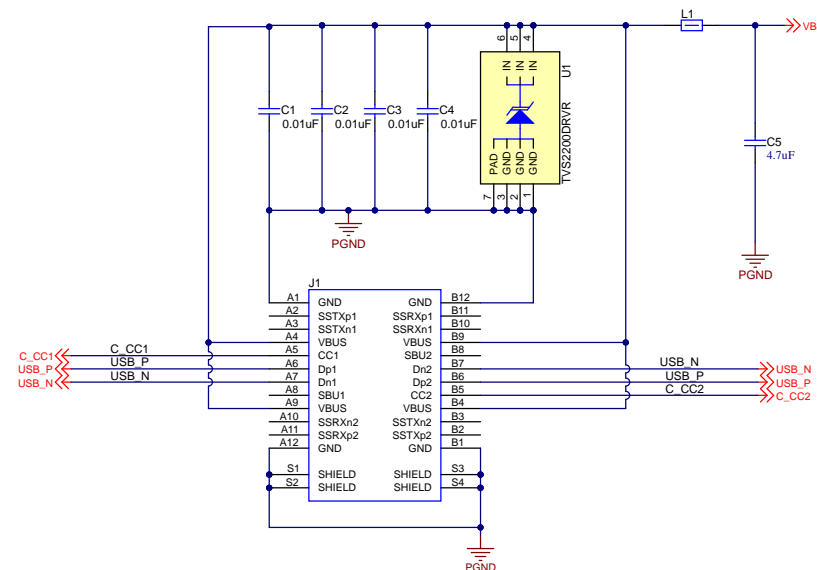 L1
VB
6 5 4
IN IN IN
U1
TVS2200DRVR
PAD GND GND GND
7 3 2 1
C1
0.01uF
C2
0.01uF
C3
0.01uF
C4
0.01uF
C5
4.7uF
PGND
PGND
J1
A1 GND GND B12
A2 SSTXp1 SSRXp1 B11
A3 SSTXn1 SSRXn1 B10
A4 VBUS VBUS B9
C_CC1 C_CC1 A5 CC1 SBU2 B8
USB_P USB_P A6 Dp1 Dn2 B7 USB_N USB_N
USB_N USB_N A7 Dn1 Dp2 B6 USB_P USB_P
A8 SBU1 CC2 B5 C_CC2 C_CC2
A9 VBUS VBUS B4
A10 SSRXn2 SSTXn2 B3
A11 SSRXp2 SSTXp2 B2
A12 GND GND B1
S1 SHIELD SHIELD S3
S2 SHIELD SHIELD S4
PGND